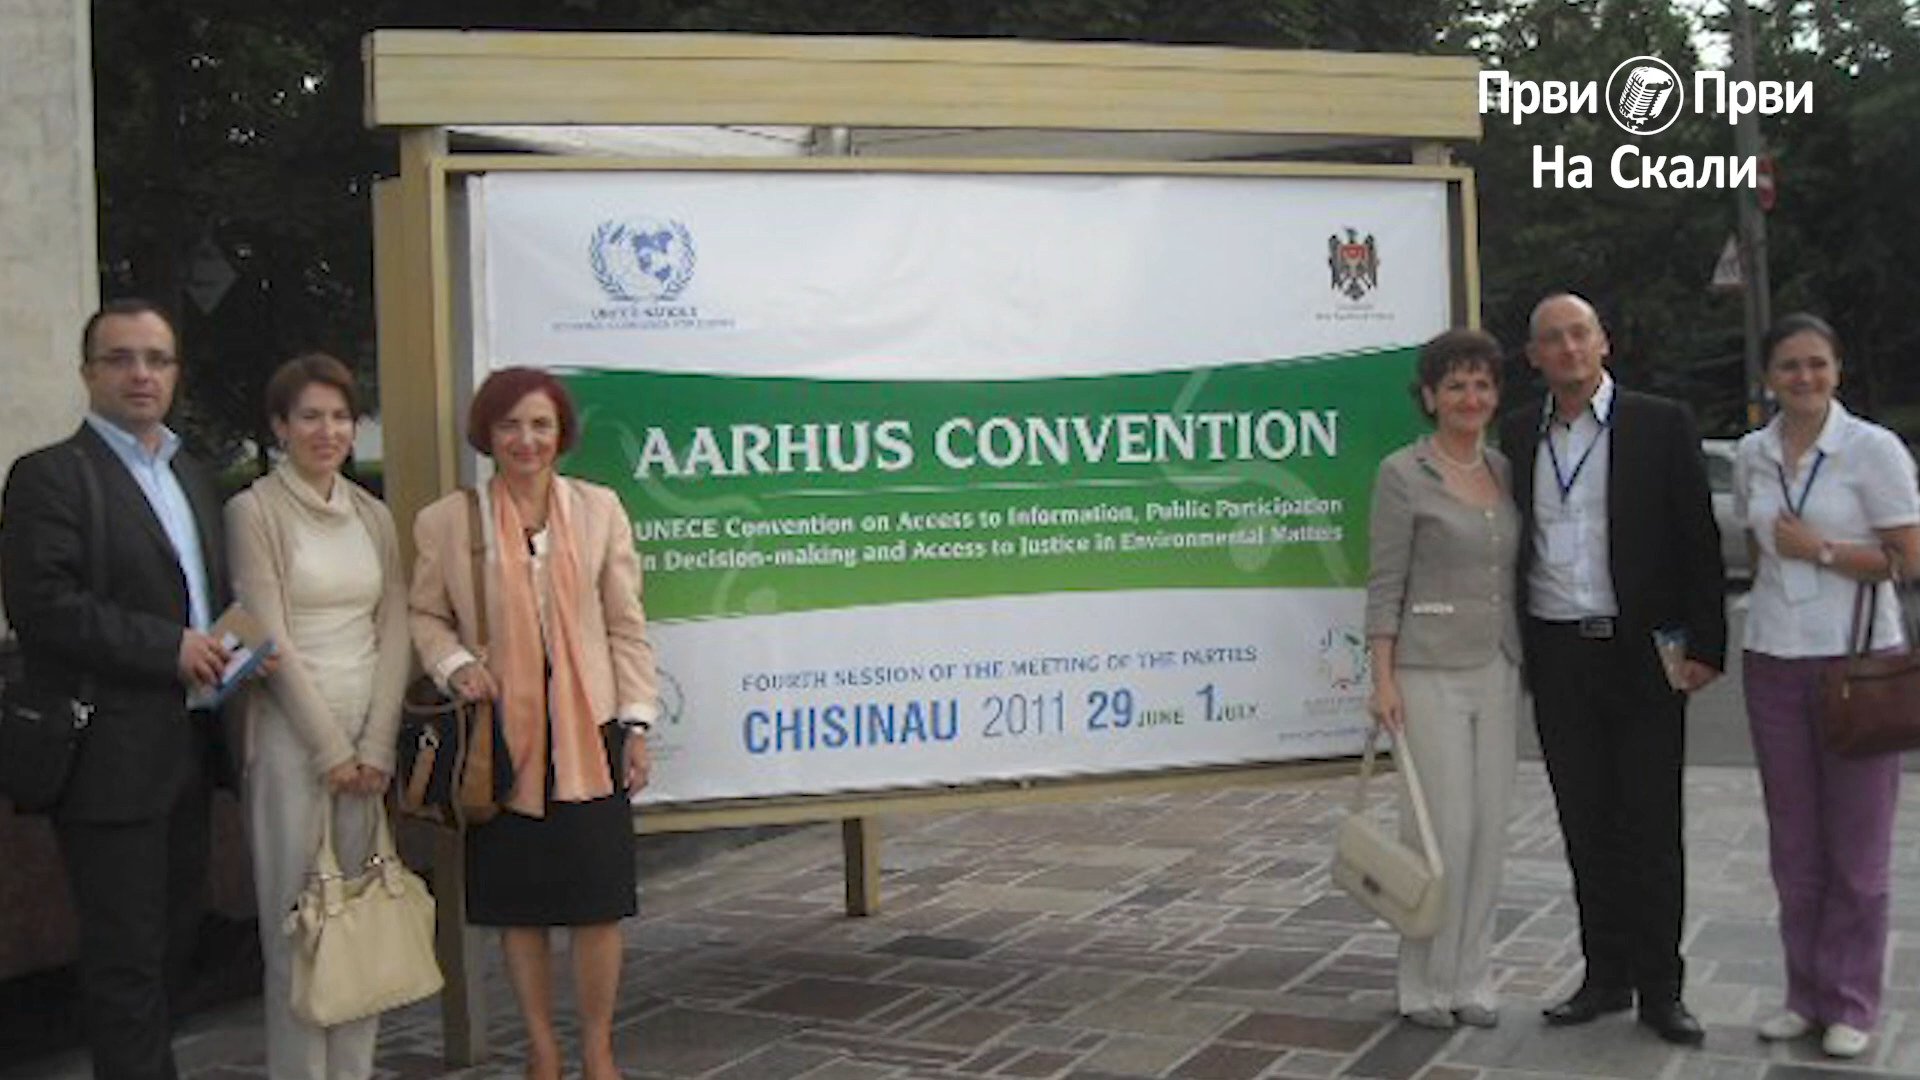 Први Први
На Скали
AARHUS CONVENTION
UNECE Convention on Access to Information, Public Participation
in Decision-making and Access to Justice in Environmental Matters
FOURTH SESSION OF THE MEETING OF THE PARTIES
CHISINAU 2011 29 JUNE 1 JULY